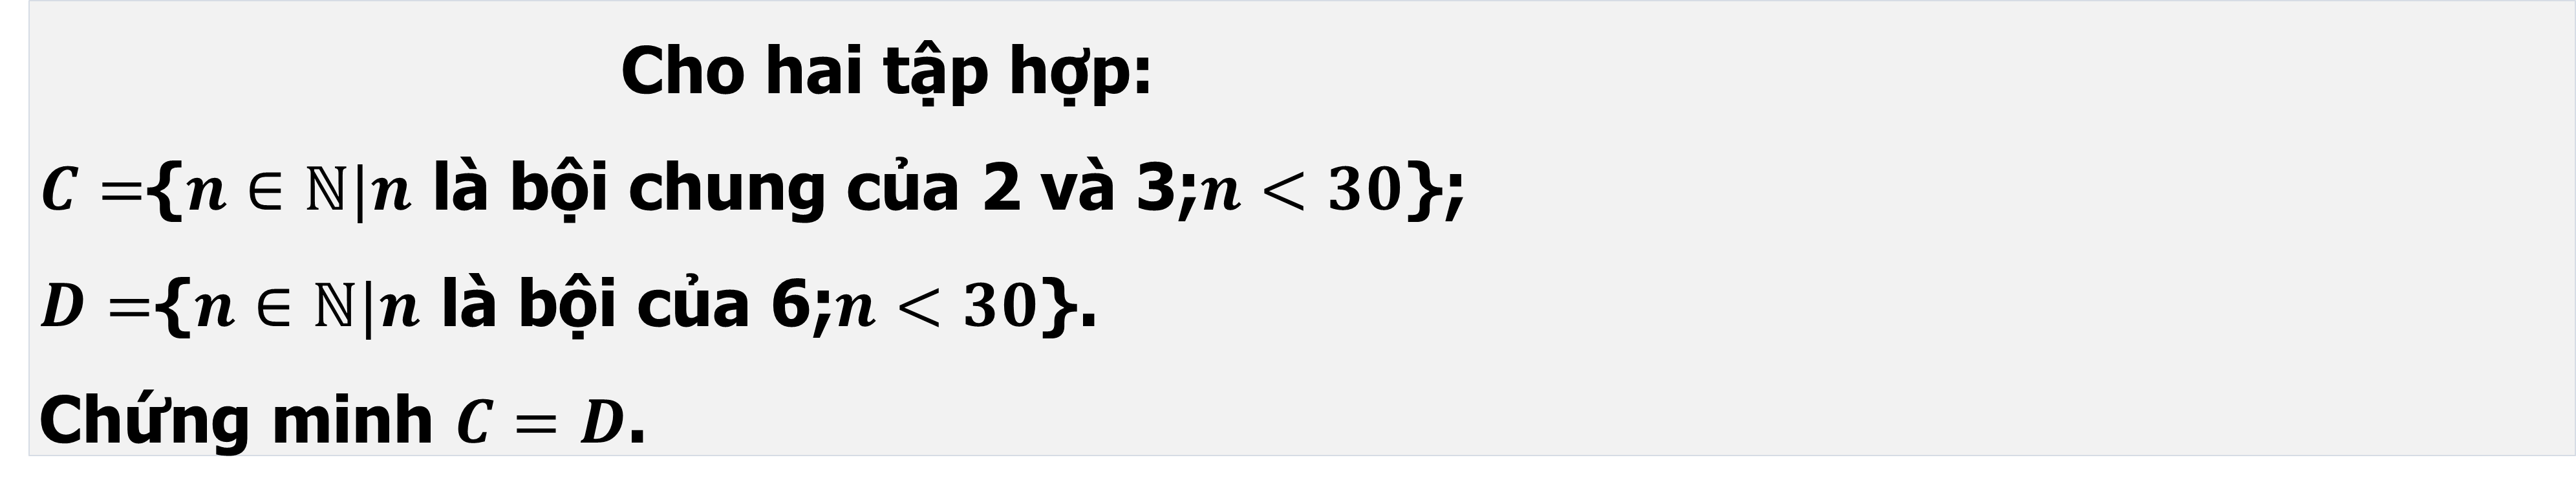 Cho hai tập hợp:
C ={n ∈ ℕ|n là bội chung của 2 và 3;n < 30};
D ={n ∈ ℕ|n là bội của 6;n < 30}.
Chứng minh C = D.